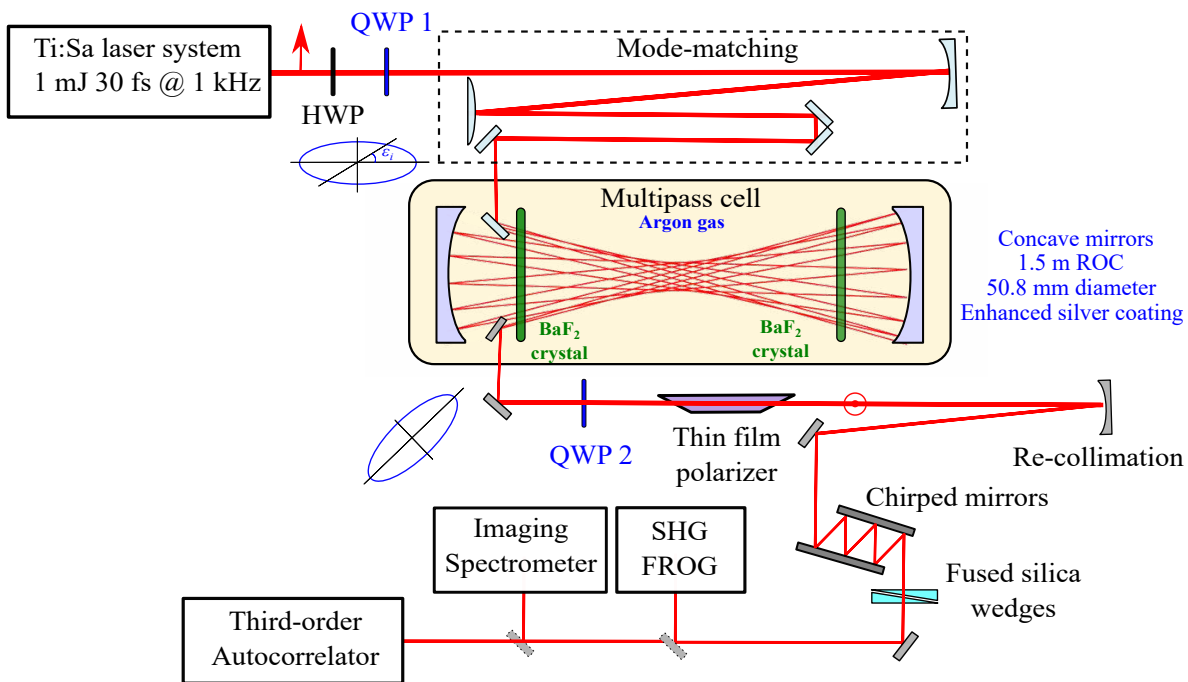 Ti:Sa laser system
1 mJ 30 fs @ 1 kHz
QWP 1
HWP
Mode-matching
εᵢ
Multipass cell
Argon gas
BaF₂
crystal
BaF₂
crystal
Concave mirrors
1.5 m ROC
50.8 mm diameter
Enhanced silver coating
QWP 2
Thin film
polarizer
Re-collimation
Chirped mirrors
Imaging
Spectrometer
SHG
FROG
Fused silica
wedges
Third-order
Autocorrelator